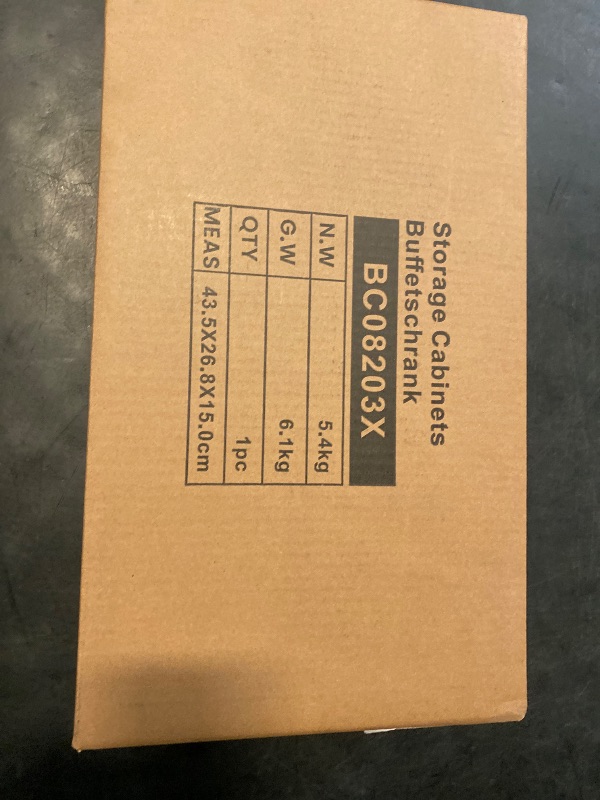 Storage Cabinets
Buffetschrank
BC08203X
N.W 5.4kg
G.W 6.1kg
QTY 1pc
MEAS 43.5X26.8X15.0cm